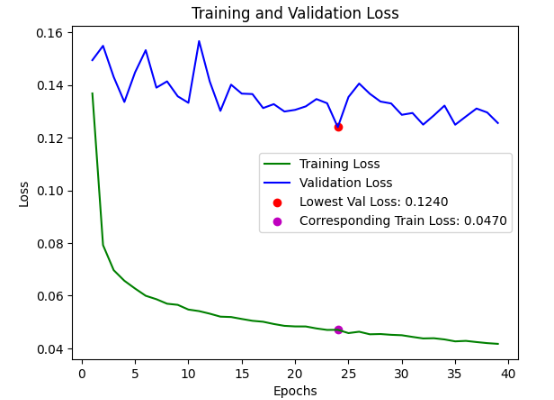 Training and Validation Loss
0.16
0.14
0.12
0.10
0.08
0.06
0.04
Loss
Training Loss
Validation Loss
Lowest Val Loss: 0.1240
Corresponding Train Loss: 0.0470
0 5 10 15 20 25 30 35 40
Epochs